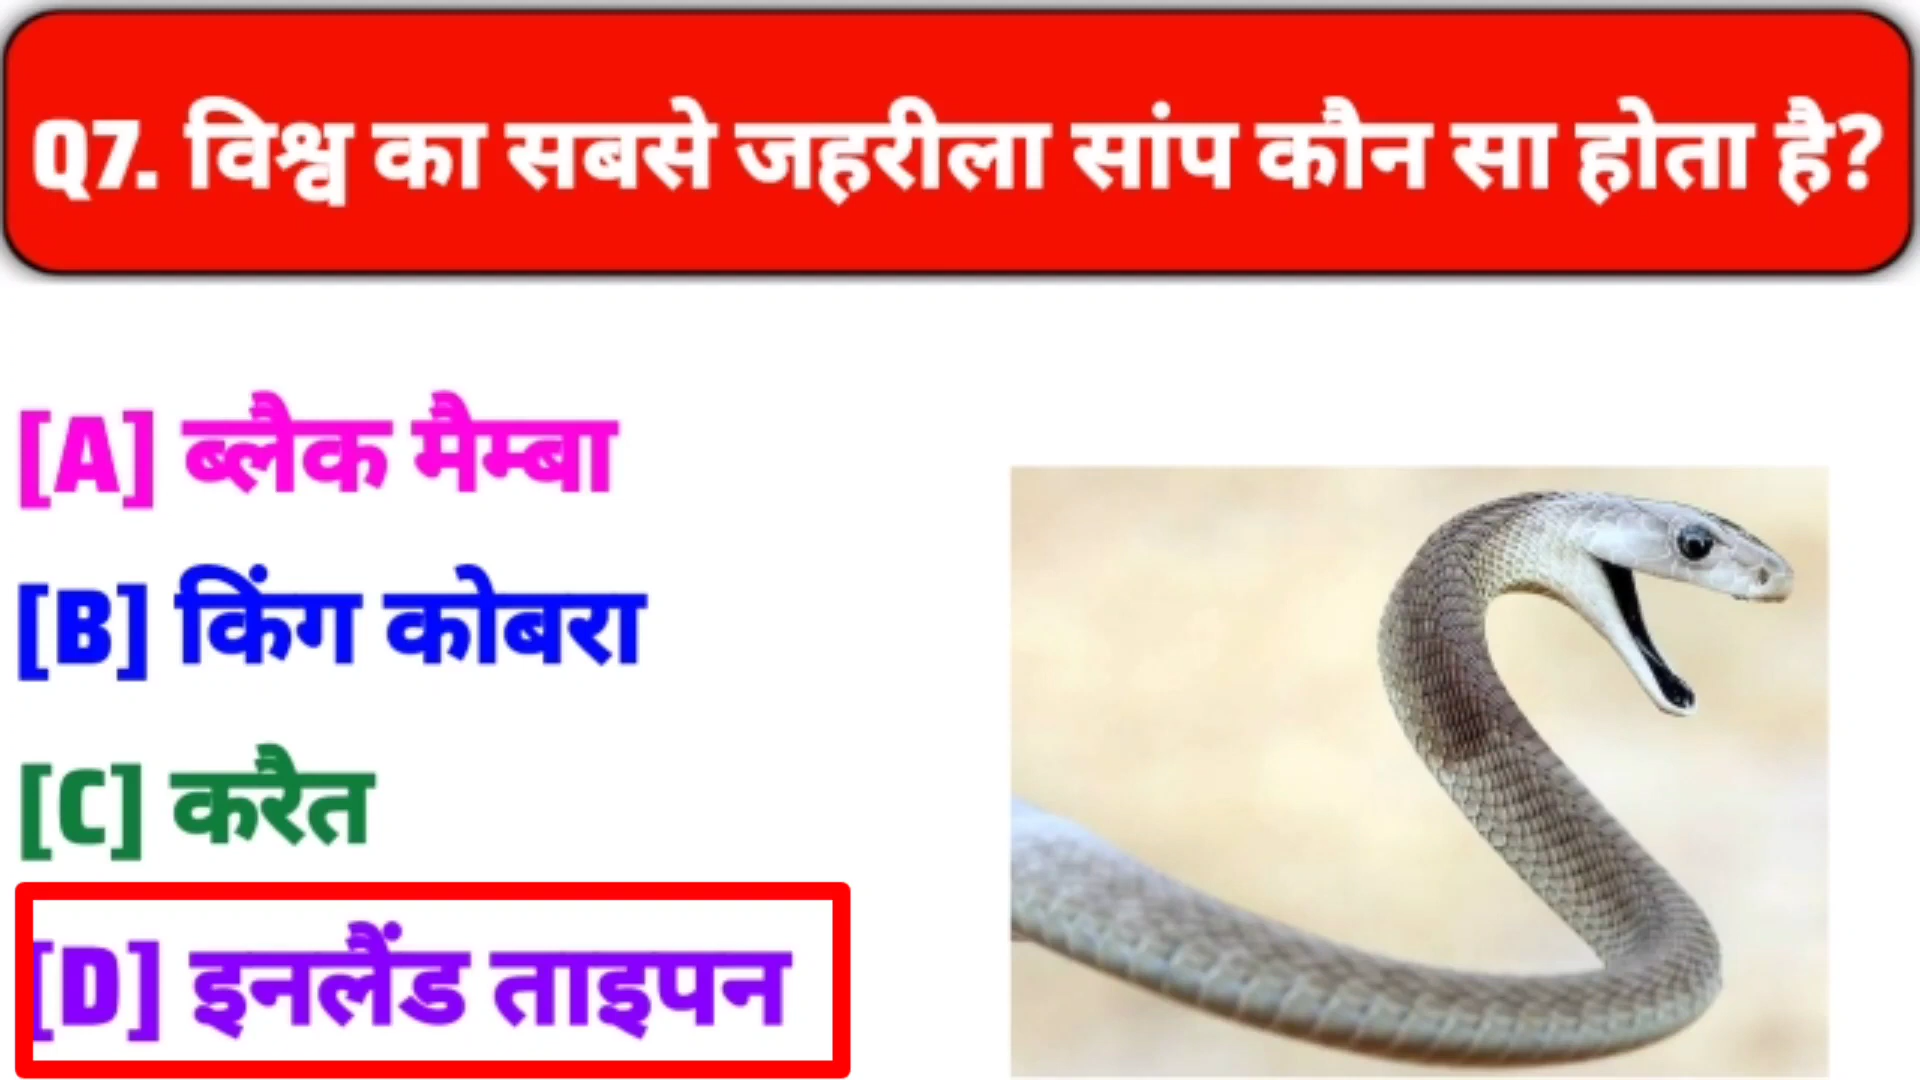 Q7. विश्व का सबसे जहरीला सांप कौन सा होता है?
[A] ब्लैक मैम्बा
[B] किंग कोबरा
[C] करैत
[D] इनलैंड ताइपन